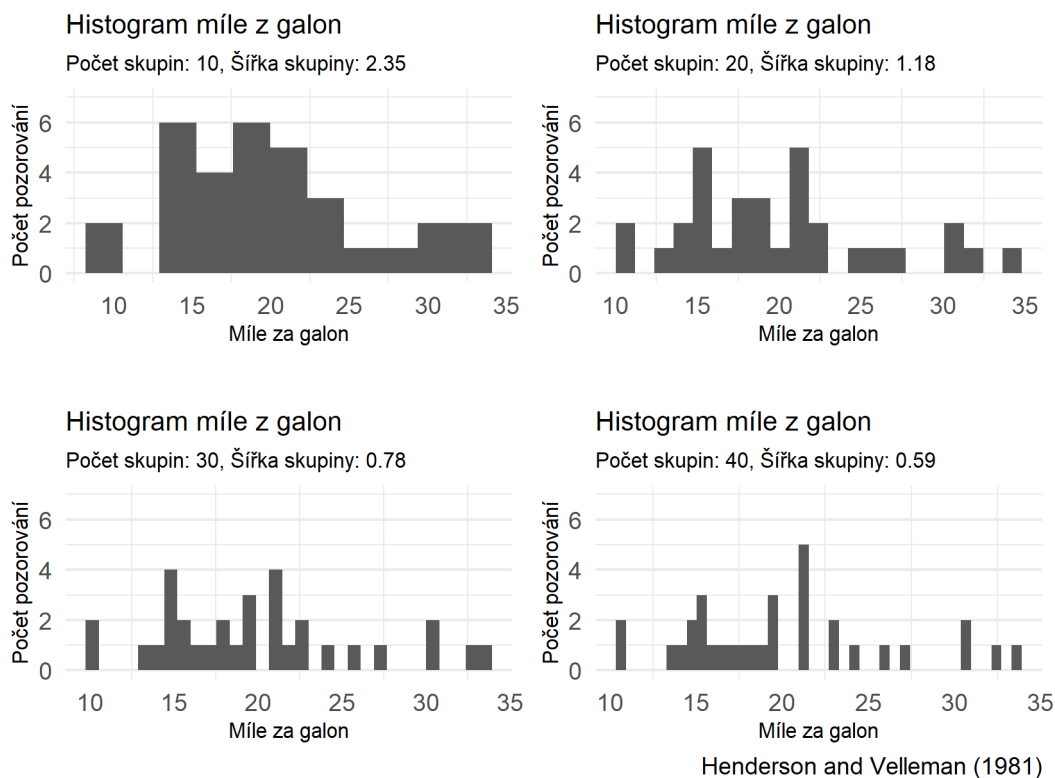 Histogram míle z galon
Počet skupin: 10, Šířka skupiny: 2.35
Počet pozorování
6
4
2
0
10 15 20 25 30 35
Míle za galon
Histogram míle z galon
Počet skupin: 20, Šířka skupiny: 1.18
Počet pozorování
6
4
2
0
10 15 20 25 30 35
Míle za galon
Histogram míle z galon
Počet skupin: 30, Šířka skupiny: 0.78
Počet pozorování
6
4
2
0
10 15 20 25 30 35
Míle za galon
Histogram míle z galon
Počet skupin: 40, Šířka skupiny: 0.59
Počet pozorování
6
4
2
0
10 15 20 25 30 35
Míle za galon
Henderson and Velleman (1981)